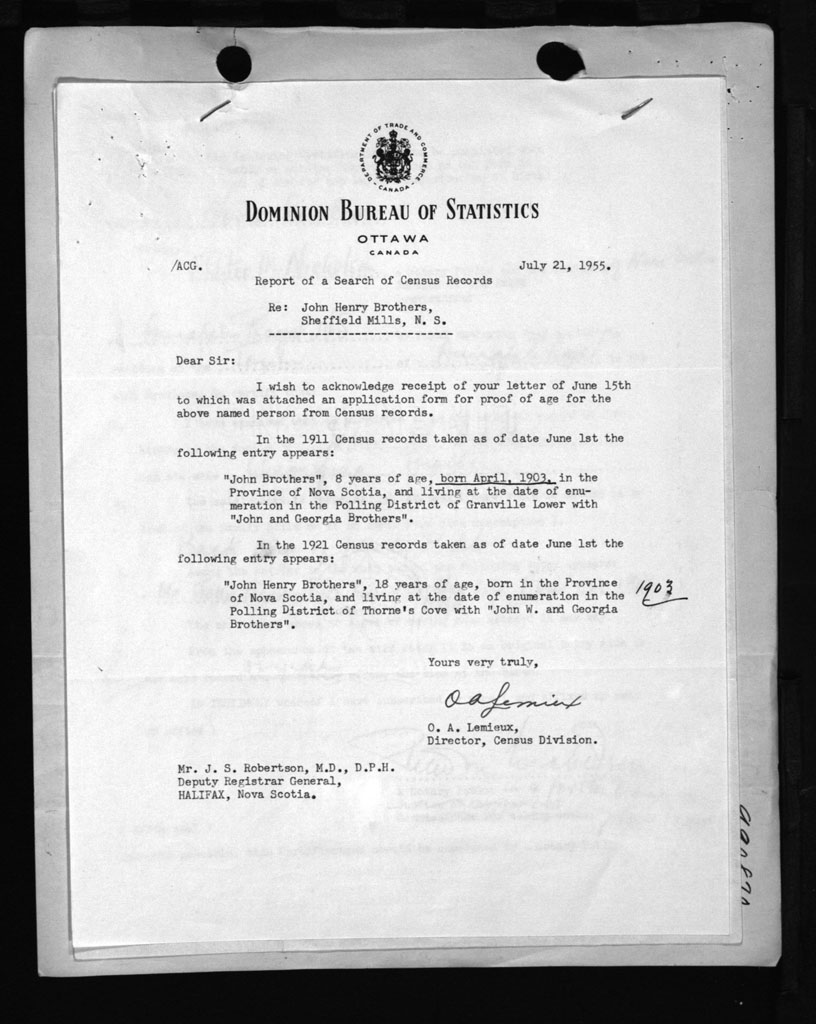 DEPARTMENT OF TRADE AND COMMERCE
- CANADA -
DOMINION BUREAU OF STATISTICS
OTTAWA
CANADA
/ACG. July 21, 1955.
Report of a Search of Census Records
Re: John Henry Brothers,
Sheffield Mills, N. S.
Dear Sir:
I wish to acknowledge receipt of your letter of June 15th
to which was attached an application form for proof of age for the
above named person from Census records.
In the 1911 Census records taken as of date June 1st the
following entry appears:
"John Brothers", 8 years of age, born April, 1903, in the
Province of Nova Scotia, and living at the date of enu-
meration in the Polling District of Granville Lower with
"John and Georgia Brothers".
In the 1921 Census records taken as of date June 1st the
following entry appears:
"John Henry Brothers", 18 years of age, born in the Province
of Nova Scotia, and living at the date of enumeration in the 1903
Polling District of Thorne's Cove with "John W. and Georgia
Brothers".
Yours very truly,
O A Lemieux
O. A. Lemieux,
Director, Census Division.
Mr. J. S. Robertson, M.D., D.P.H.
Deputy Registrar General,
HALIFAX, Nova Scotia.